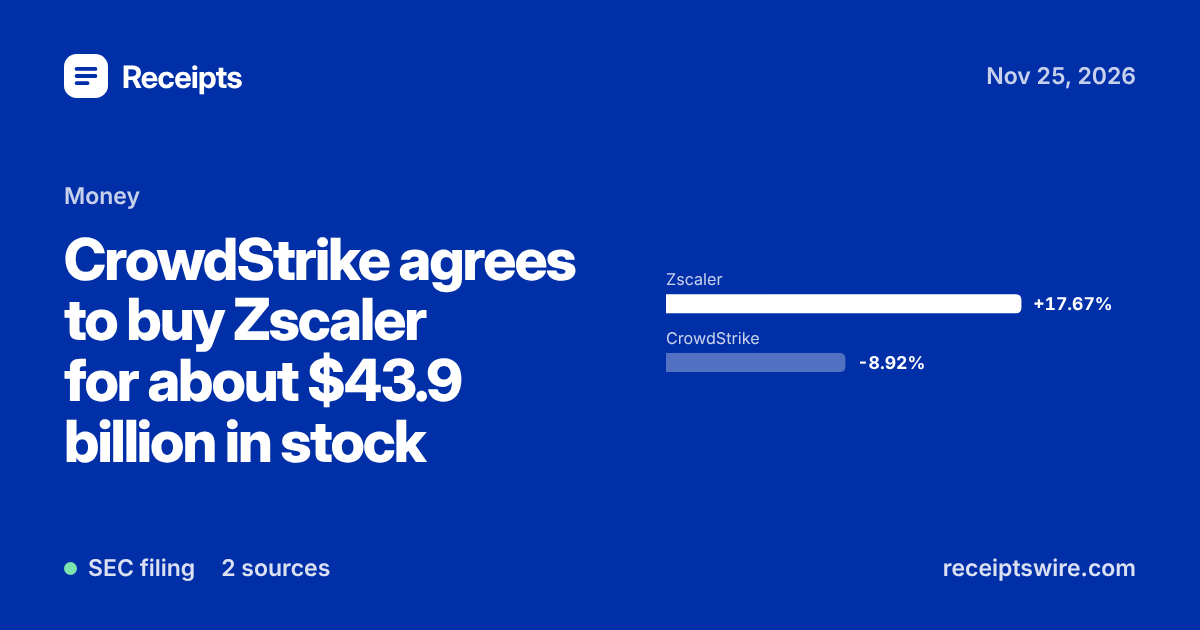 Receipts
Nov 25, 2026
Money
CrowdStrike agrees
to buy Zscaler
for about $43.9
billion in stock
Zscaler
+17.67%
CrowdStrike
-8.92%
SEC filing
2 sources
receiptswire.com